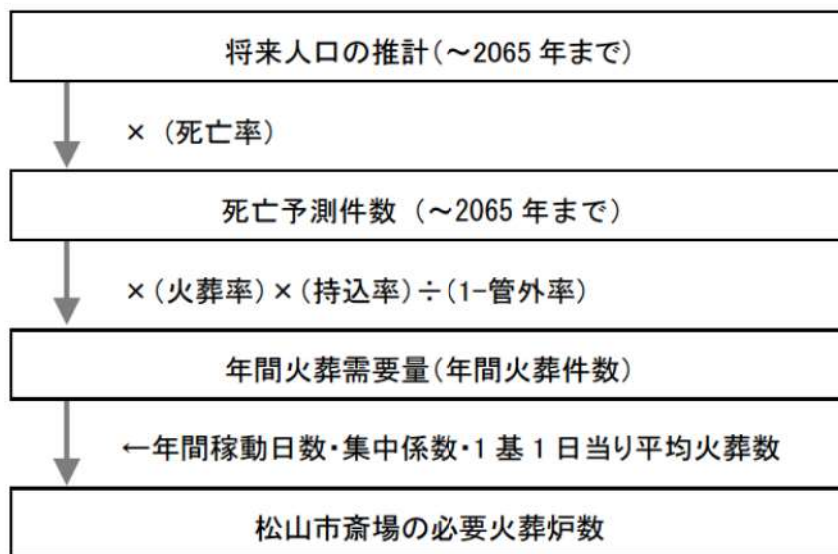 将来人口の推計(～2065 年まで)
× (死亡率)
死亡予測件数 (～2065 年まで)
×(火葬率)×(持込率)÷(1-管外率)
年間火葬需要量(年間火葬件数)
←年間稼動日数・集中係数・1 基 1 日当り平均火葬数
松山市斎場の必要火葬炉数